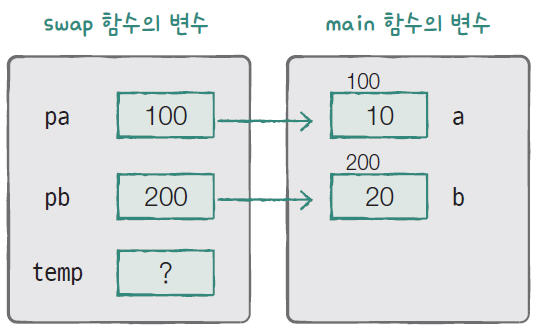 swap 함수의 변수
main 함수의 변수
100
pa 100
10 a
200
pb 200
20 b
temp ?